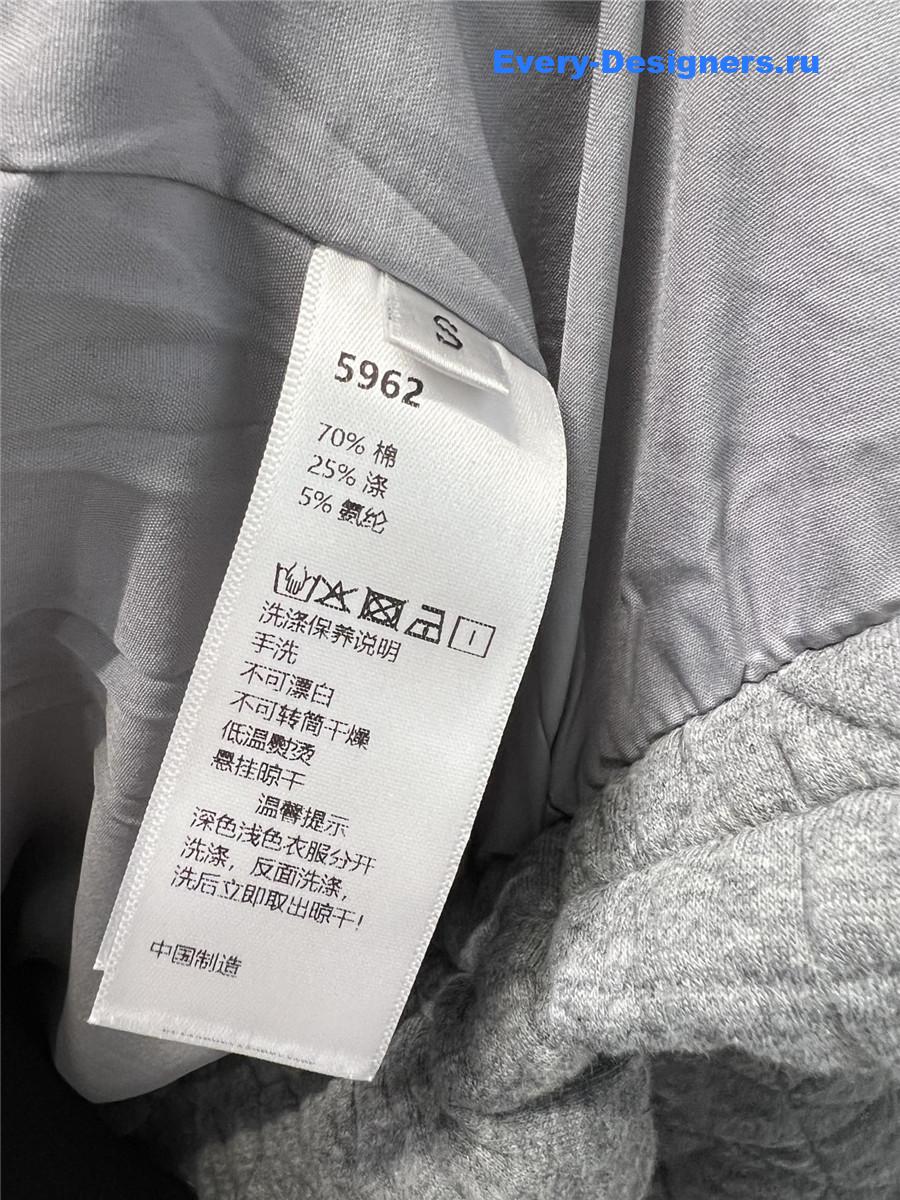 Every-Designers.ru
S
5962
70% 棉
25% 涤
5% 氨纶
洗涤保养说明
手洗
不可漂白
不可转筒干燥
低温熨烫
悬挂晾干
温馨提示
深色浅色衣服分开
洗涤，反面洗涤，
洗后立即取出晾干!
中国制造